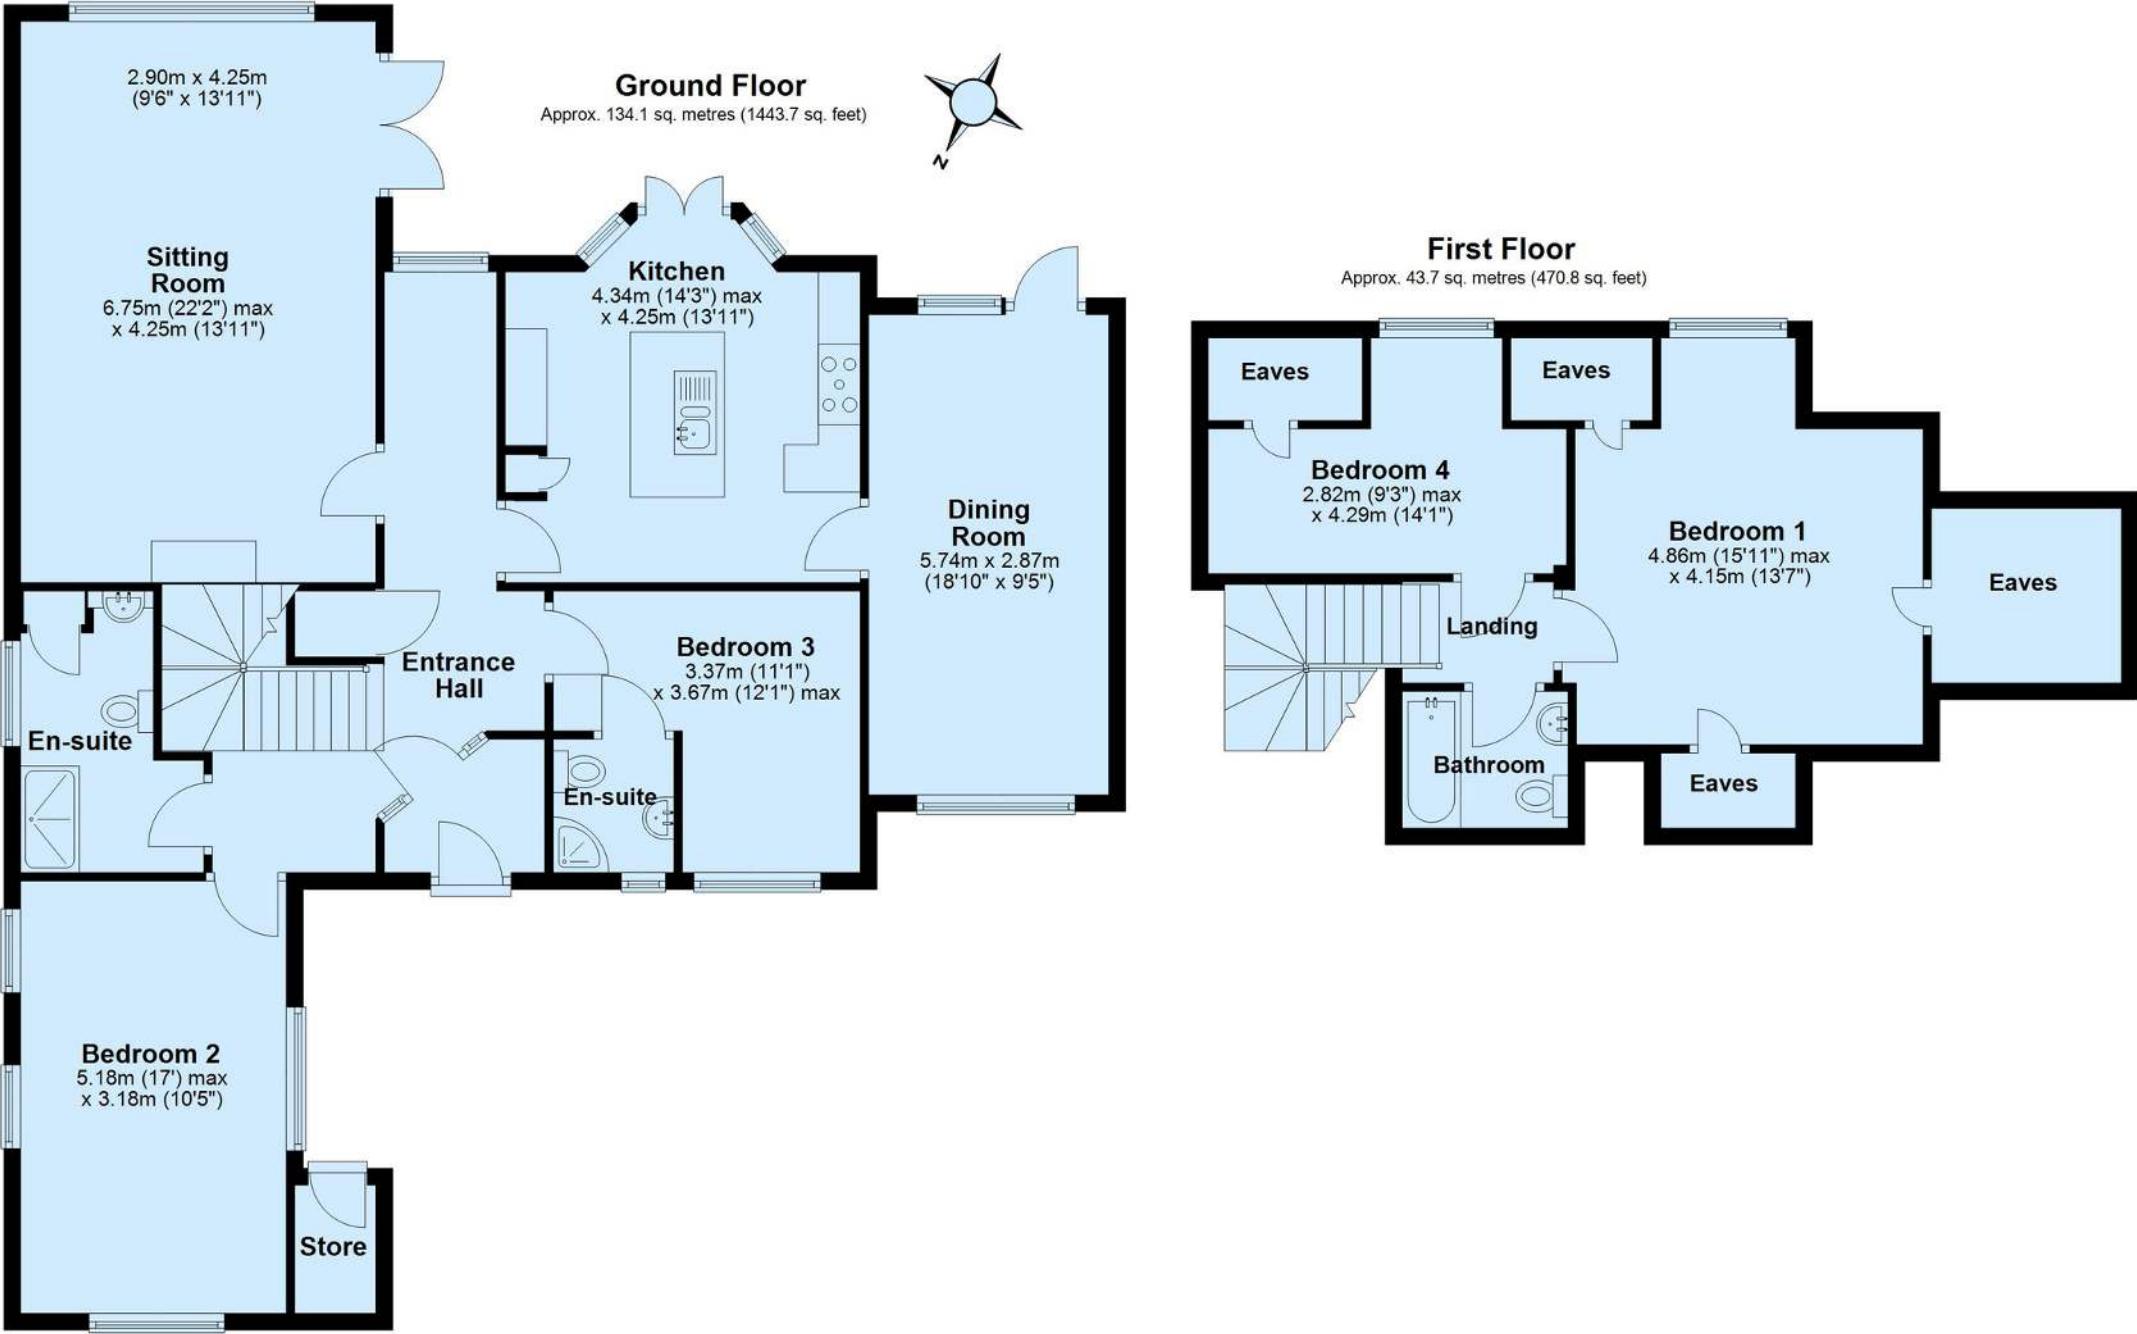 Ground Floor
Approx. 134.1 sq. metres (1443.7 sq. feet)
N
2.90m x 4.25m
(9'6" x 13'11")
Sitting
Room
6.75m (22'2") max
x 4.25m (13'11")
Kitchen
4.34m (14'3") max
x 4.25m (13'11")
Dining
Room
5.74m x 2.87m
(18'10" x 9'5")
Entrance
Hall
Bedroom 3
3.37m (11'1")
x 3.67m (12'1") max
En-suite
En-suite
Bedroom 2
5.18m (17') max
x 3.18m (10'5")
Store
First Floor
Approx. 43.7 sq. metres (470.8 sq. feet)
Eaves
Eaves
Bedroom 4
2.82m (9'3") max
x 4.29m (14'1")
Bedroom 1
4.86m (15'11") max
x 4.15m (13'7")
Eaves
Landing
Bathroom
Eaves